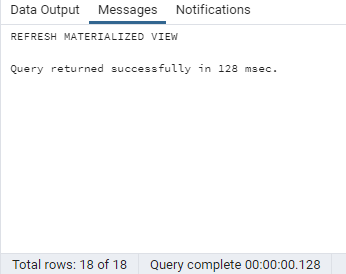 Data Output Messages Notifications
REFRESH MATERIALIZED VIEW
Query returned successfully in 128 msec.
Total rows: 18 of 18 Query complete 00:00:00.128